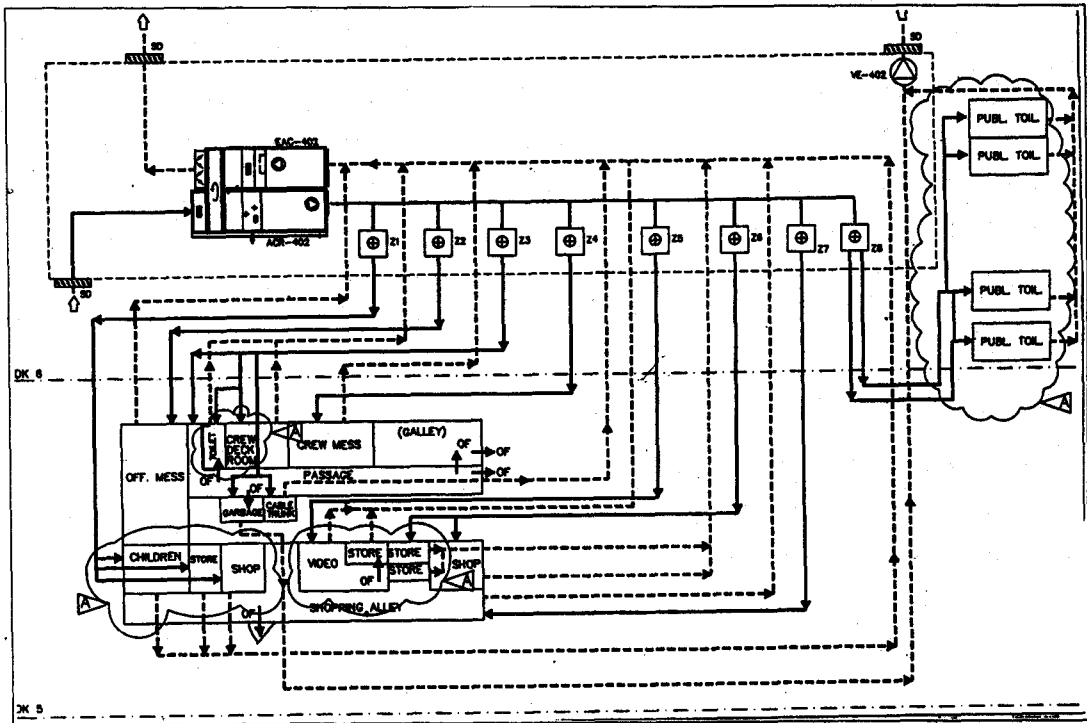 SD
SD
VE-402
EAC-402
ACR-402
PUBL. TOIL.
PUBL. TOIL.
Z1
Z2
Z3
Z4
Z5
Z6
Z7
Z8
SD
PUBL. TOIL.
PUBL. TOIL.
DK 6
A
A
TOILET
CREW
DECK
ROOM
CREW MESS
(GALLEY)
OF
OF
OFF. MESS
OF
PASSAGE
OF
OF
GARBAGE
CABLE
TRUNK
CHILDREN
STORE
SHOP
VIDEO
STORE
STORE
STORE
SHOP
OF
A
A
OF
SHOPRING ALLEY
DK 5